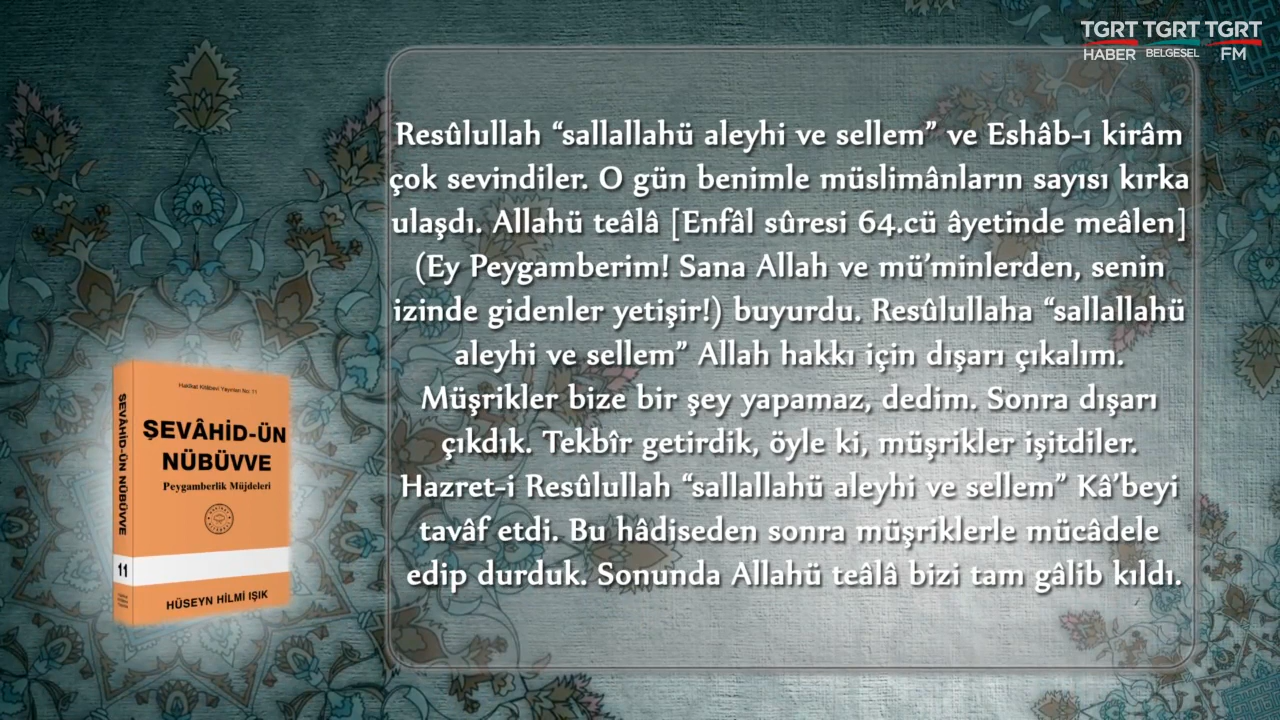 TGRT TGRT TGRT
HABER BELGESEL FM
Resûlullah “sallallahü aleyhi ve sellem” ve Eshâb-ı kirâm
çok sevindiler. O gün benimle müslimânların sayısı kırka
ulaşdı. Allahü teâlâ [Enfâl sûresi 64.cü âyetinde meâlen]
(Ey Peygamberim! Sana Allah ve mü’minlerden, senin
izinde gidenler yetişir!) buyurdu. Resûlullaha “sallallahü
aleyhi ve sellem” Allah hakkı için dışarı çıkalım.
Müşrikler bize bir şey yapamaz, dedim. Sonra dışarı
çıkdık. Tekbîr getirdik, öyle ki, müşrikler işitdiler.
Hazret-i Resûlullah “sallallahü aleyhi ve sellem” Kâ’beyi
tavâf etdi. Bu hâdiseden sonra müşriklerle mücâdele
edip durduk. Sonunda Allahü teâlâ bizi tam gâlib kıldı.
Hakîkat Kitâbevi Yayınları No: 11
ŞEVÂHİD-ÜN
NÜBÜVVE
Peygamberlik Müjdeleri
HÜSEYN HİLMİ IŞIK
ŞEVÂHİD-ÜN NÜBÜVVE
11